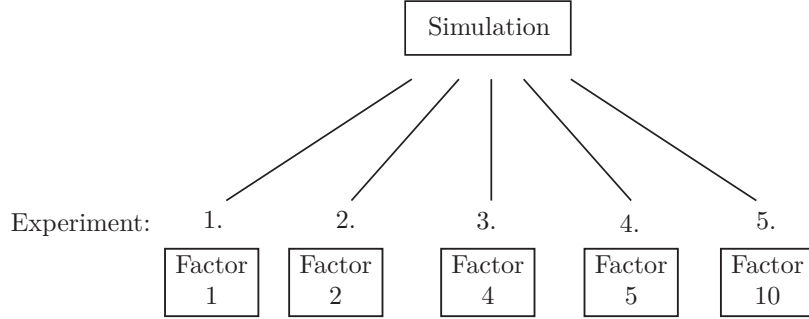 Simulation
Experiment: 1. 2. 3. 4. 5.
Factor Factor Factor Factor Factor
1 2 4 5 10